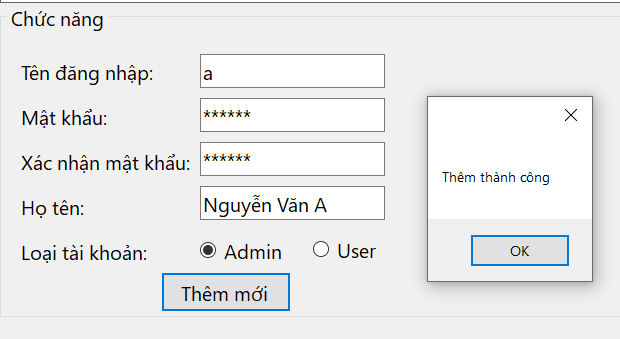 Chức năng
Tên đăng nhập: a
Mật khẩu: ******
Xác nhận mật khẩu: ******
Họ tên: Nguyễn Văn A
Loại tài khoản: Admin User
Thêm mới
Thêm thành công
OK